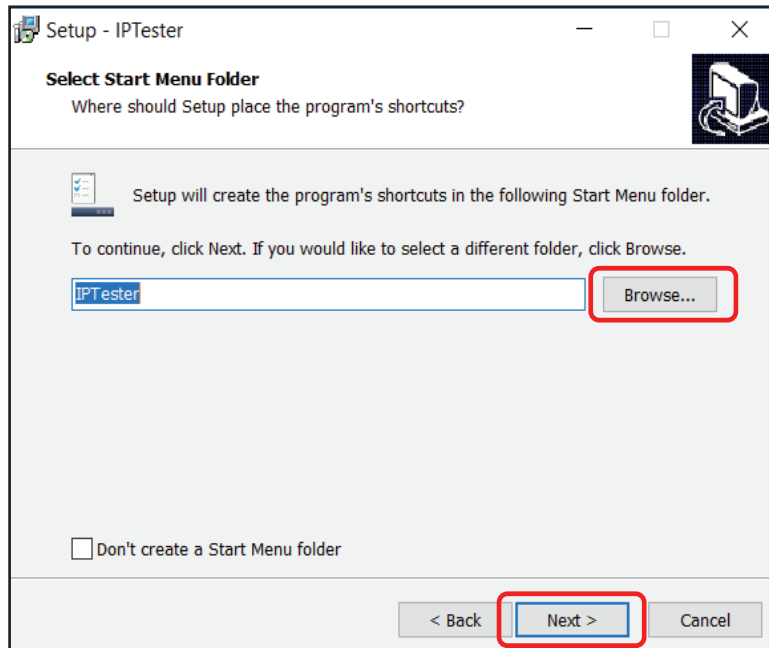 Setup - IPTester
Select Start Menu Folder
Where should Setup place the program's shortcuts?
Setup will create the program's shortcuts in the following Start Menu folder.
To continue, click Next. If you would like to select a different folder, click Browse.
IPTester
Browse...
Don't create a Start Menu folder
< Back
Next >
Cancel